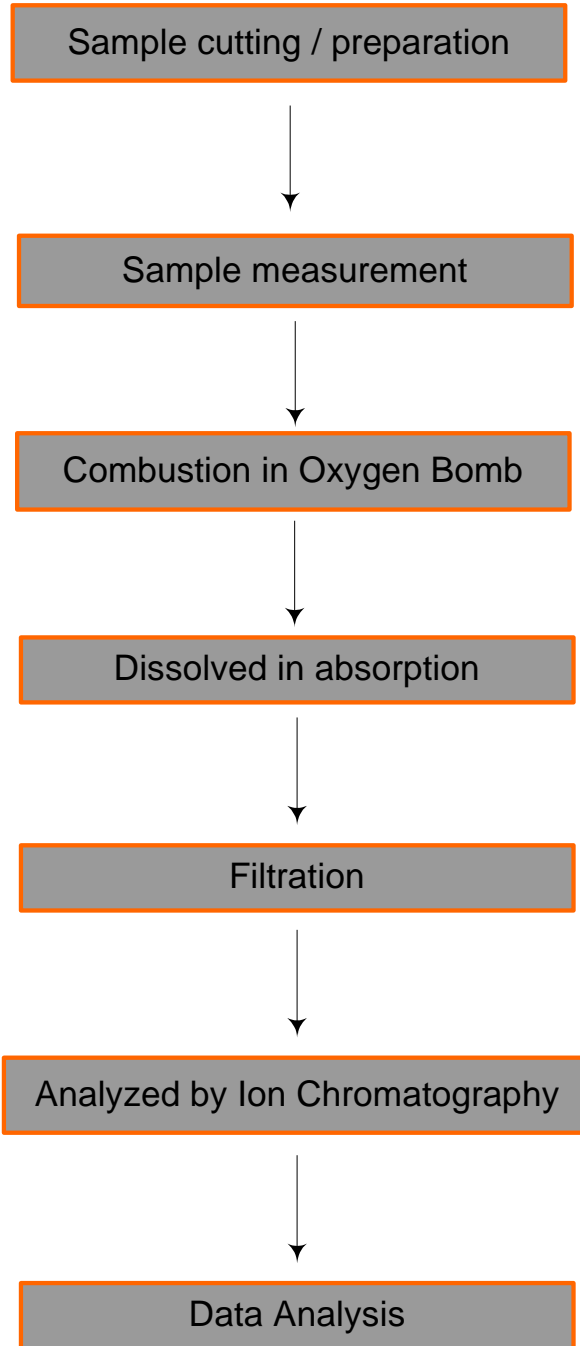 Sample cutting / preparation
Sample measurement
Combustion in Oxygen Bomb
Dissolved in absorption
Filtration
Analyzed by Ion Chromatography
Data Analysis